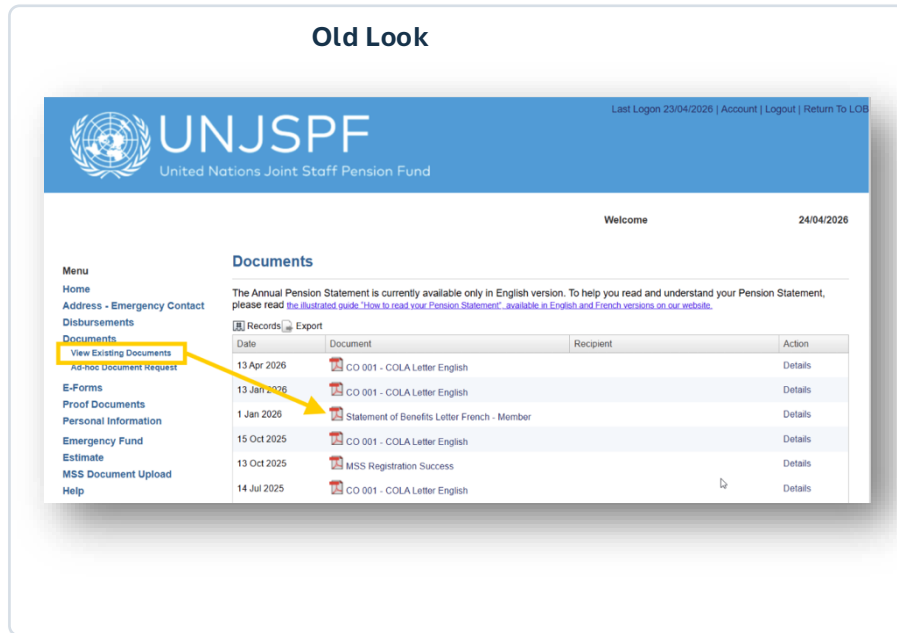 Old Look
Last Logon 23/04/2026 | Account | Logout | Return To LOB
UNJSPF
United Nations Joint Staff Pension Fund
Welcome 24/04/2026
Menu
Home
Address - Emergency Contact
Disbursements
Documents
View Existing Documents
Ad-hoc Document Request
E-Forms
Proof Documents
Personal Information
Emergency Fund
Estimate
MSS Document Upload
Help
Documents
The Annual Pension Statement is currently available only in English version. To help you read and understand your Pension Statement,
please read the illustrated guide "How to read your Pension Statement", available in English and French versions on our website.
Records Export
Date Document Recipient Action
13 Apr 2026 CO 001 - COLA Letter English Details
13 Jan 2026 CO 001 - COLA Letter English Details
1 Jan 2026 Statement of Benefits Letter French - Member Details
15 Oct 2025 CO 001 - COLA Letter English Details
13 Oct 2025 MSS Registration Success Details
14 Jul 2025 CO 001 - COLA Letter English Details